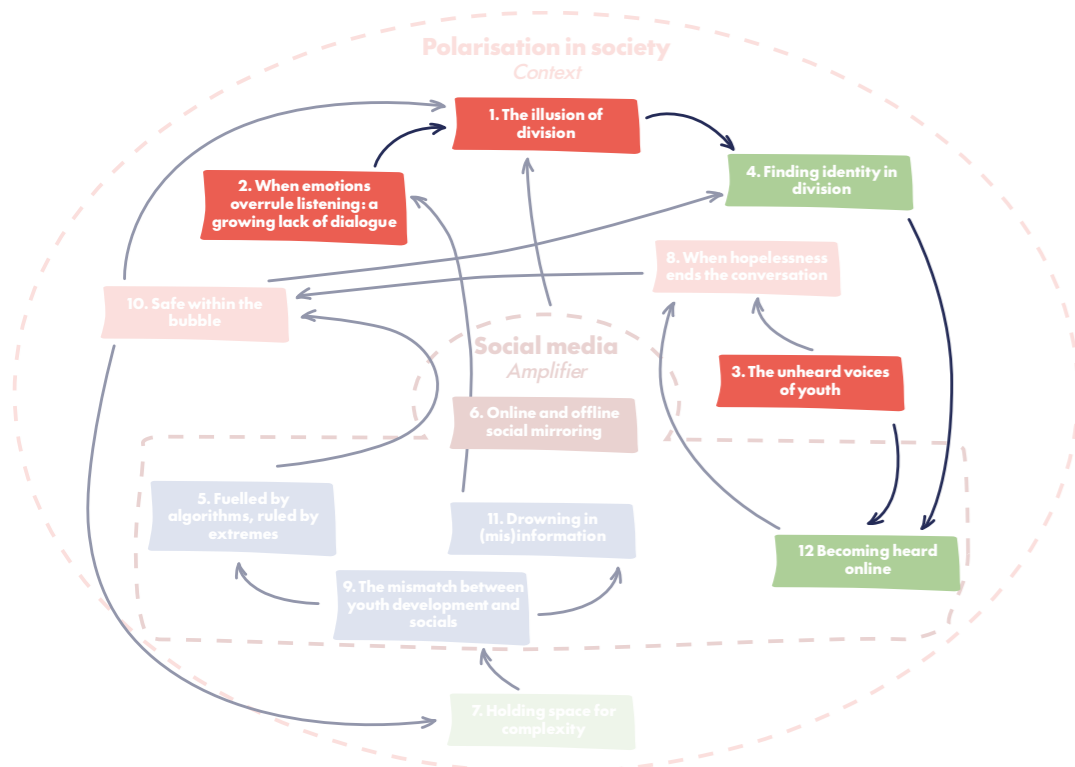 Polarisation in society
Context
1. The illusion of
division
2. When emotions
overrule listening: a
growing lack of dialogue
4. Finding identity in
division
8. When hopelessness
ends the conversation
10. Safe within the
bubble
Social media
Amplifier
3. The unheard voices
of youth
6. Online and offline
social mirroring
5. Fuelled by
algorithms, ruled by
extremes
11. Drowning in
(mis)information
12 Becoming heard
online
9. The mismatch between
youth development and
socials
7. Holding space for
complexity